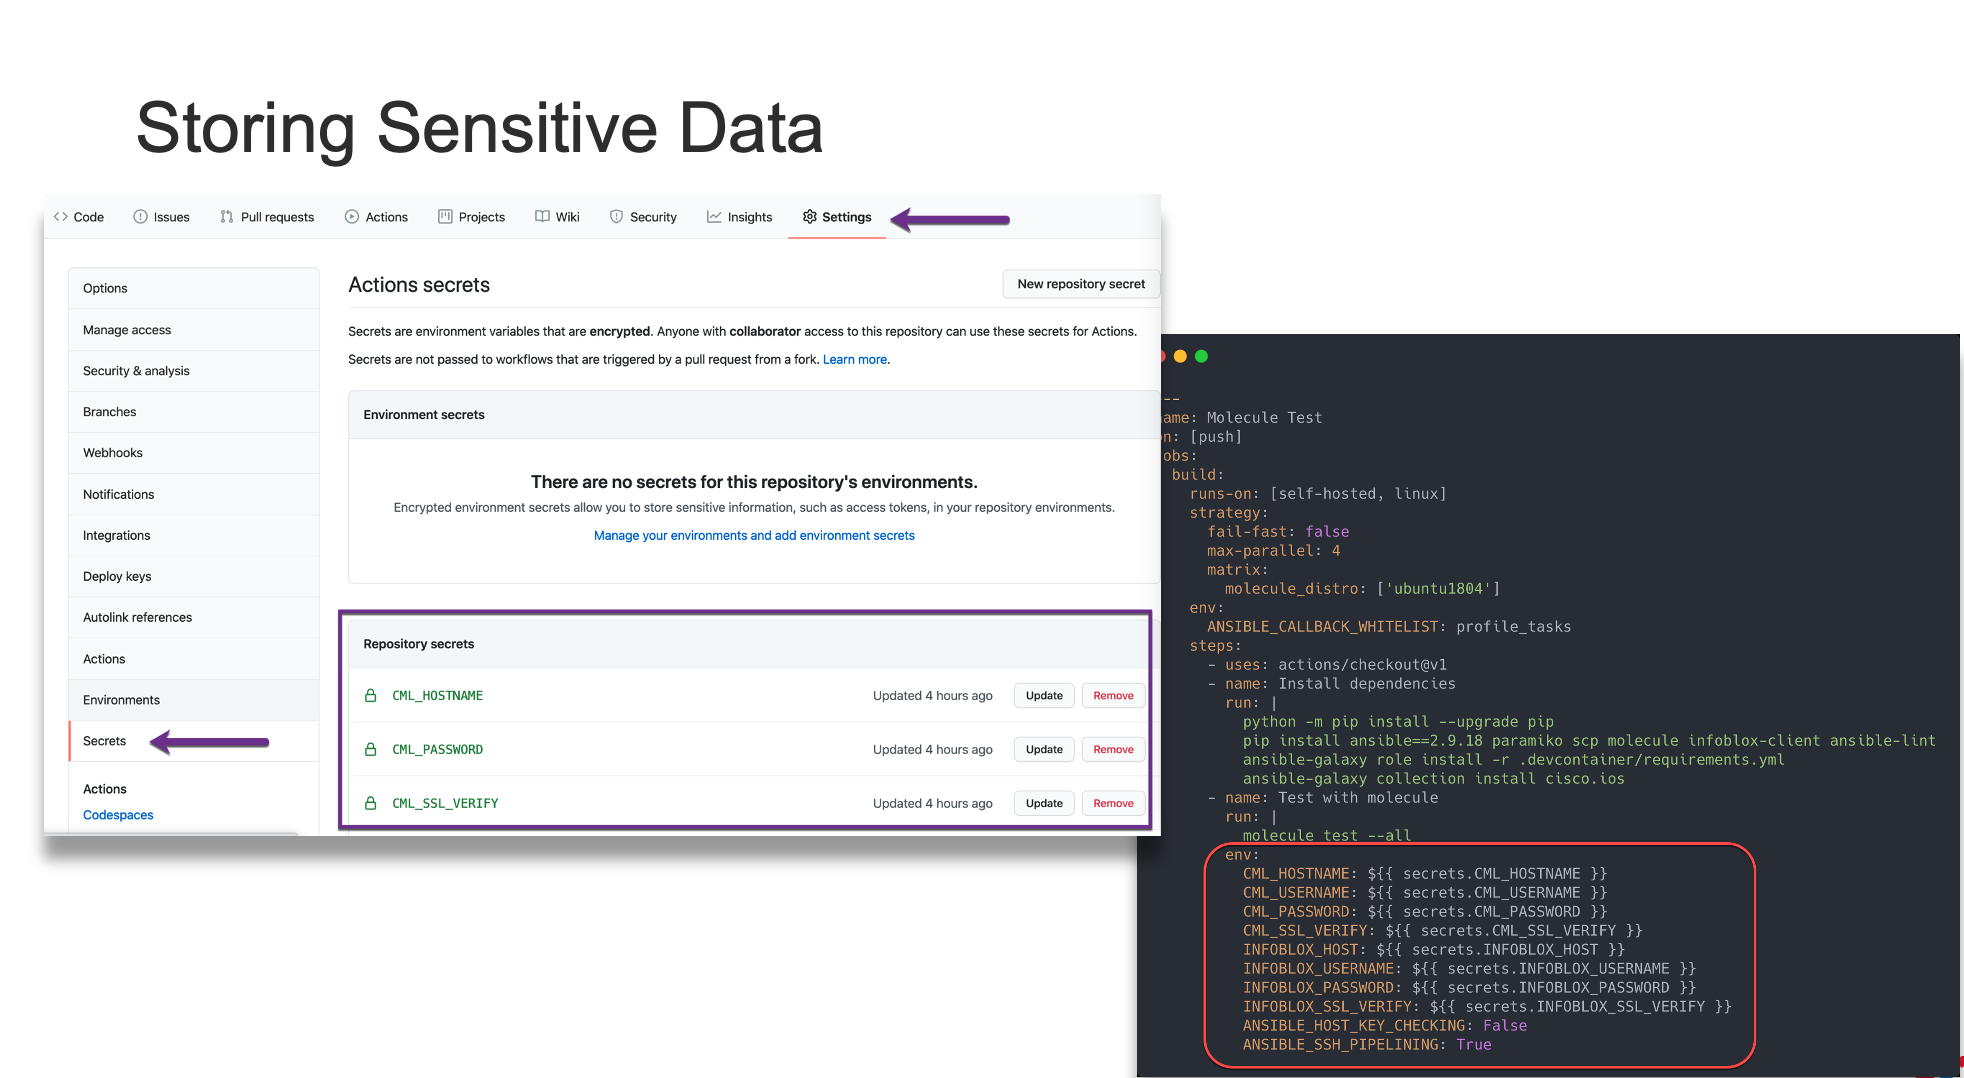 Storing Sensitive Data
Code Issues Pull requests Actions Projects Wiki Security Insights Settings
Options
Manage access
Security & analysis
Branches
Webhooks
Notifications
Integrations
Deploy keys
Autolink references
Actions
Environments
Secrets
Actions
Codespaces
Actions secrets
New repository secret
Secrets are environment variables that are encrypted. Anyone with collaborator access to this repository can use these secrets for Actions.
Secrets are not passed to workflows that are triggered by a pull request from a fork. Learn more.
Environment secrets
There are no secrets for this repository's environments.
Encrypted environment secrets allow you to store sensitive information, such as access tokens, in your repository environments.
Manage your environments and add environment secrets
Repository secrets
CML_HOSTNAME Updated 4 hours ago Update Remove
CML_PASSWORD Updated 4 hours ago Update Remove
CML_SSL_VERIFY Updated 4 hours ago Update Remove
--
ame: Molecule Test
n: [push]
obs:
build:
runs-on: [self-hosted, linux]
strategy:
fail-fast: false
max-parallel: 4
matrix:
molecule_distro: ['ubuntu1804']
env:
ANSIBLE_CALLBACK_WHITELIST: profile_tasks
steps:
- uses: actions/checkout@v1
- name: Install dependencies
run: |
python -m pip install --upgrade pip
pip install ansible==2.9.18 paramiko scp molecule infoblox-client ansible-lint
ansible-galaxy role install -r .devcontainer/requirements.yml
ansible-galaxy collection install cisco.ios
- name: Test with molecule
run: |
molecule test --all
env:
CML_HOSTNAME: ${{ secrets.CML_HOSTNAME }}
CML_USERNAME: ${{ secrets.CML_USERNAME }}
CML_PASSWORD: ${{ secrets.CML_PASSWORD }}
CML_SSL_VERIFY: ${{ secrets.CML_SSL_VERIFY }}
INFOBLOX_HOST: ${{ secrets.INFOBLOX_HOST }}
INFOBLOX_USERNAME: ${{ secrets.INFOBLOX_USERNAME }}
INFOBLOX_PASSWORD: ${{ secrets.INFOBLOX_PASSWORD }}
INFOBLOX_SSL_VERIFY: ${{ secrets.INFOBLOX_SSL_VERIFY }}
ANSIBLE_HOST_KEY_CHECKING: False
ANSIBLE_SSH_PIPELINING: True